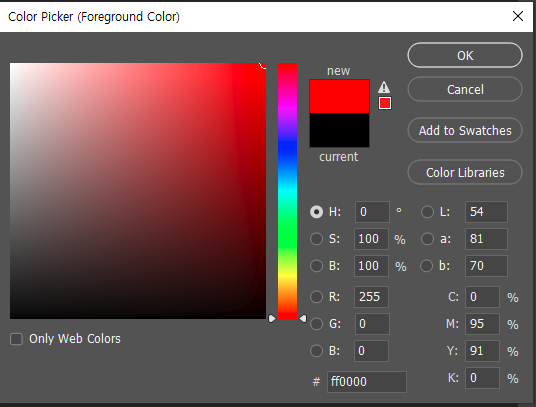 Color Picker (Foreground Color)
new
current
OK
Cancel
Add to Swatches
Color Libraries
H: 0 °
S: 100 %
B: 100 %
R: 255
G: 0
B: 0
# ff0000
L: 54
a: 81
b: 70
C: 0 %
M: 95 %
Y: 91 %
K: 0 %
Only Web Colors